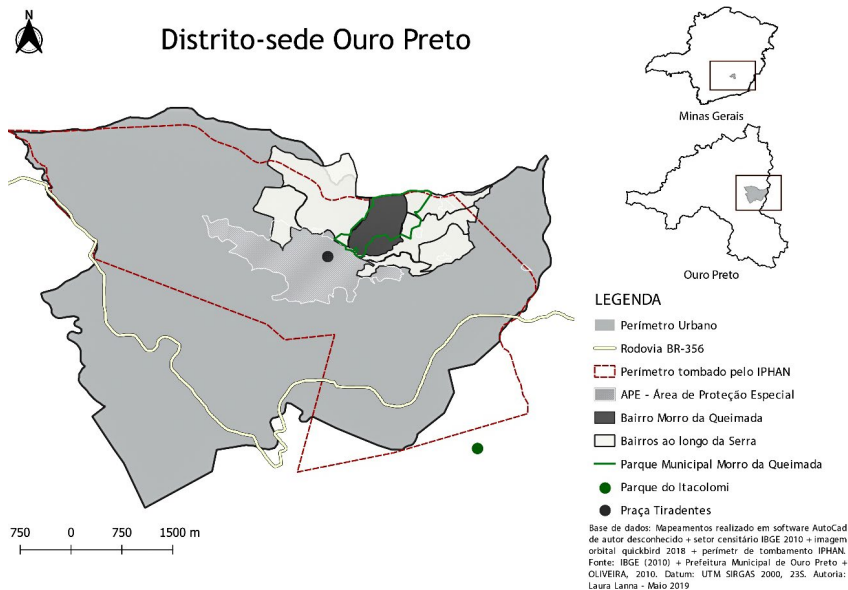 N
Distrito-sede Ouro Preto
Minas Gerais
Ouro Preto
LEGENDA
Perímetro Urbano
Rodovia BR-356
Perímetro tombado pelo IPHAN
APE - Área de Proteção Especial
Bairro Morro da Queimada
Bairros ao longo da Serra
Parque Municipal Morro da Queimada
Parque do Itacolomi
Praça Tiradentes
750 0 750 1500 m
Base de dados: Mapeamentos realizado em software AutoCad
de autor desconhecido + setor censitário IBGE 2010 + imagem
orbital quickbird 2018 + perímetr de tombamento IPHAN.
Fonte: IBGE (2010) + Prefeitura Municipal de Ouro Preto +
OLIVEIRA, 2010. Datum: UTM SIRGAS 2000, 23S. Autoria:
Laura Lanna - Maio 2019